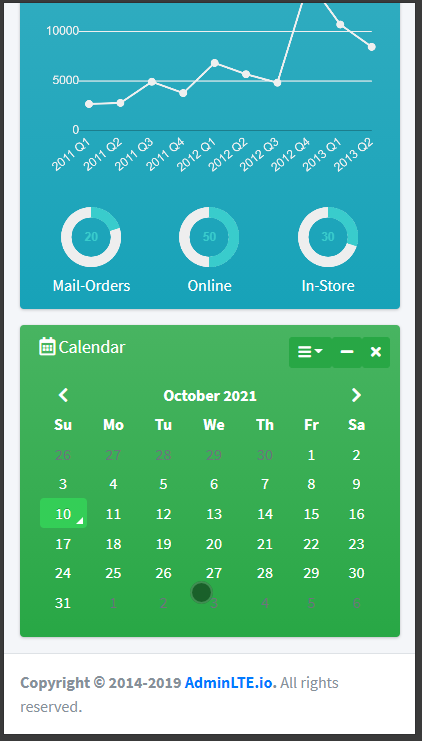 10000
5000
0
2011 Q1 2011 Q2 2011 Q3 2011 Q4 2012 Q1 2012 Q2 2012 Q3 2012 Q4 2013 Q1 2013 Q2
20 50 30
Mail-Orders Online In-Store
Calendar
October 2021
Su Mo Tu We Th Fr Sa
26 27 28 29 30 1 2
3 4 5 6 7 8 9
10 11 12 13 14 15 16
17 18 19 20 21 22 23
24 25 26 27 28 29 30
31 1 2 3 4 5 6
Copyright © 2014-2019 AdminLTE.io. All rights
reserved.